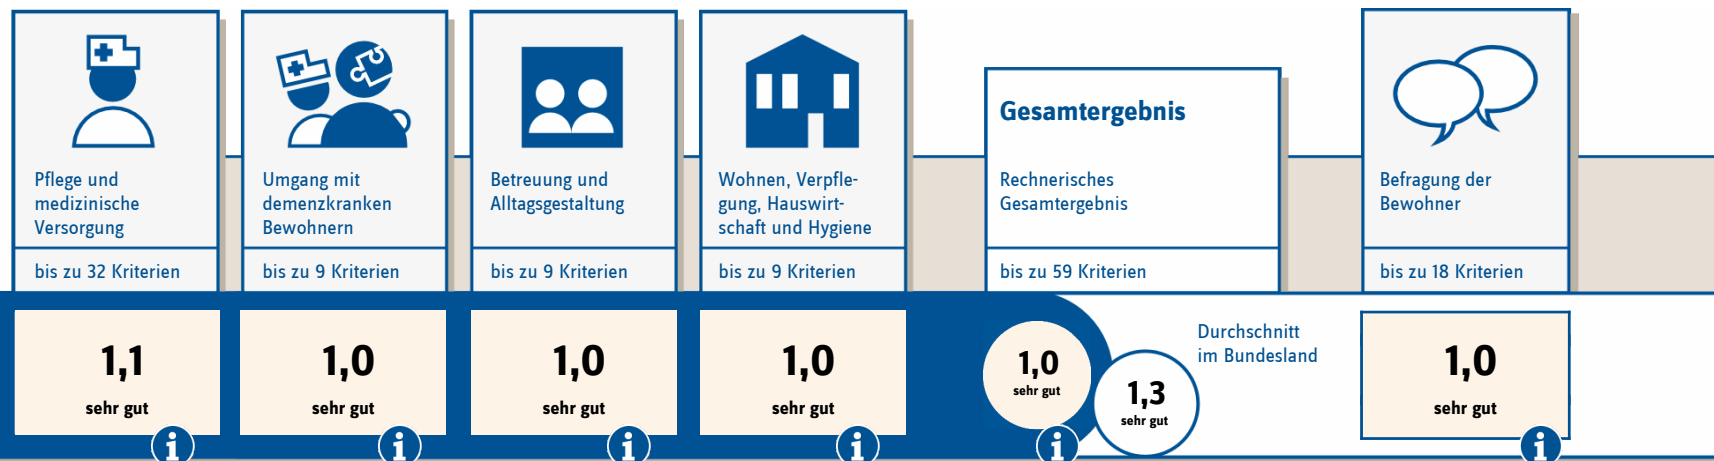 Pflege und
medizinische
Versorgung
bis zu 32 Kriterien
1,1
sehr gut
Umgang mit
demenzkranken
Bewohnern
bis zu 9 Kriterien
1,0
sehr gut
Betreuung und
Alltagsgestaltung
bis zu 9 Kriterien
1,0
sehr gut
Wohnen, Verpfle-
gung, Hauswirt-
schaft und Hygiene
bis zu 9 Kriterien
1,0
sehr gut
Gesamtergebnis
Rechnerisches
Gesamtergebnis
bis zu 59 Kriterien
1,0
sehr gut
Durchschnitt
im Bundesland
1,3
sehr gut
Befragung der
Bewohner
bis zu 18 Kriterien
1,0
sehr gut